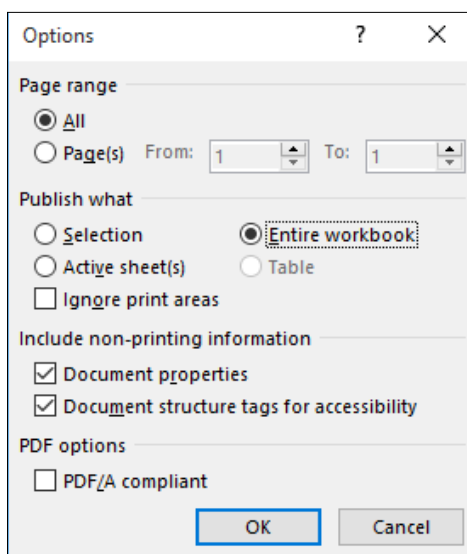 Options ?
Page range
All
Page(s) From: 1 To: 1
Publish what
Selection Entire workbook
Active sheet(s) Table
Ignore print areas
Include non-printing information
Document properties
Document structure tags for accessibility
PDF options
PDF/A compliant
OK Cancel